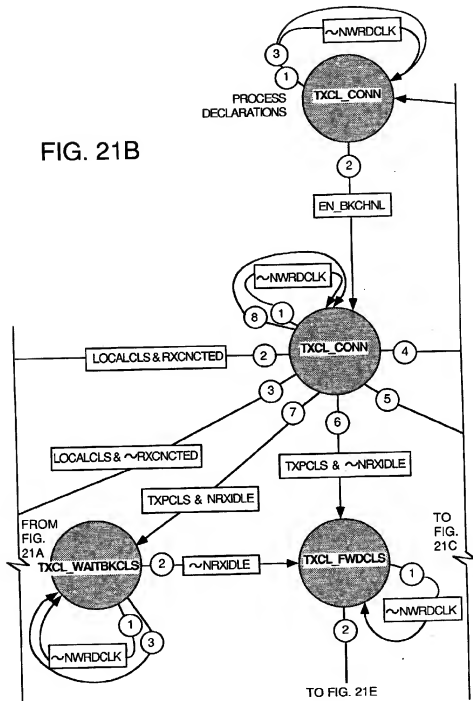 ~NWRDCLK
3
1
PROCESS
DECLARATIONS
TXCL_CONN
FIG. 21B
2
EN_BKCHNL
~NWRDCLK
8
1
LOCALCLS & RXCNCTED
2
TXCL_CONN
4
3
7
6
5
LOCALCLS & ~RXCNCTED
TXPCLS & ~NRXIDLE
TXPCLS & NRXIDLE
FROM
FIG.
21A
TO
FIG.
21C
TXCL_WAITBKCLS
2
~NRXIDLE
TXCL_FWDCLS
1
~NWRDCLK
1
3
2
~NWRDCLK
TO FIG. 21E